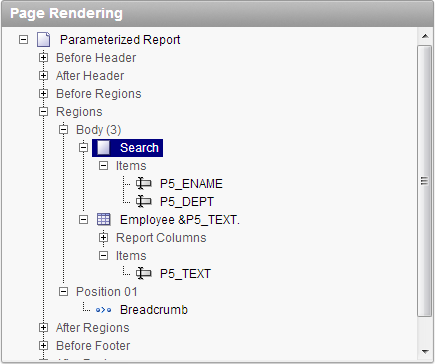 Page Rendering
Parameterized Report
Before Header
After Header
Before Regions
Regions
Body (3)
Search
Items
P5_ENAME
P5_DEPT
Employee &P5_TEXT.
Report Columns
Items
P5_TEXT
Position 01
Breadcrumb
After Regions
Before Footer